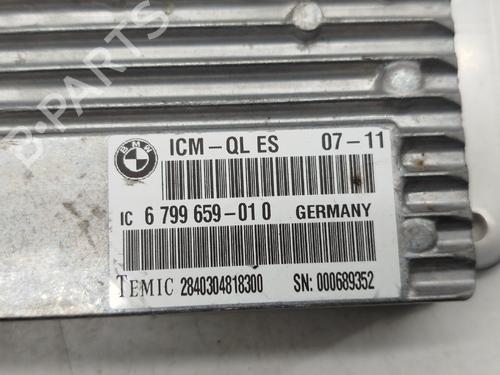 B-PARTS
BMW
ICM-QL ES 07-11
IC 6 799 659-01 0 GERMANY
TEMIC 2840304818300 SN: 000689352